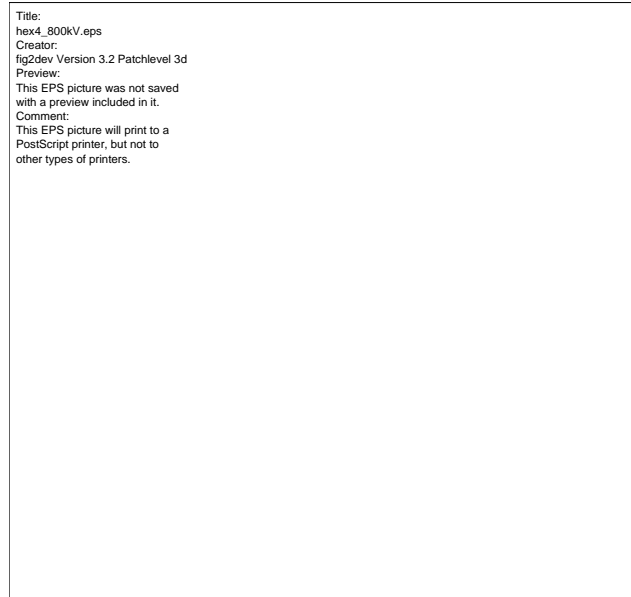 Title:
hex4_800kV.eps
Creator:
fig2dev Version 3.2 Patchlevel 3d
Preview:
This EPS picture was not saved
with a preview included in it.
Comment:
This EPS picture will print to a
PostScript printer, but not to
other types of printers.